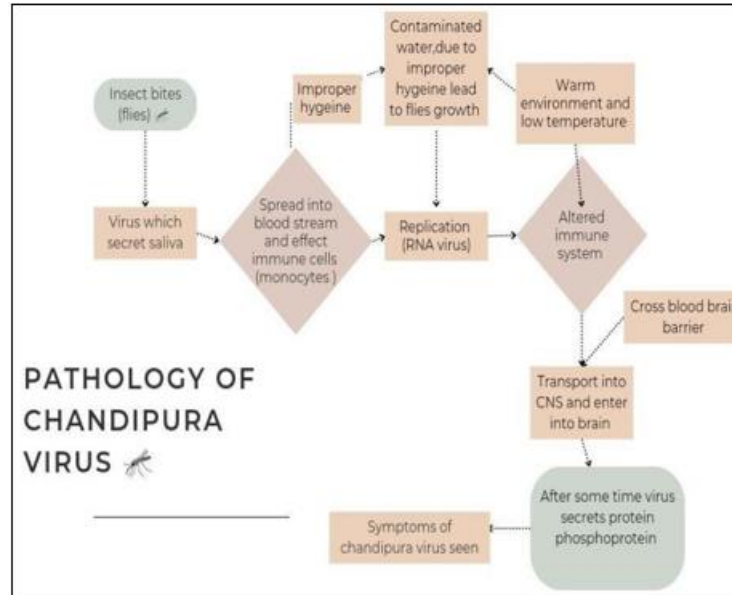 Insect bites
(flies)
Virus which
secret saliva
Spread into
blood stream
and effect
immune cells
(monocytes )
Improper
hygeine
Contaminated
water,due to
improper
hygeine lead
to flies growth
Warm
environment and
low temperature
Replication
(RNA virus)
Altered
immune
system
Cross blood brain
barrier
Transport into
CNS and enter
into brain
After some time virus
secrets protein
phosphoprotein
Symptoms of
chandipura virus seen
PATHOLOGY OF
CHANDIPURA
VIRUS